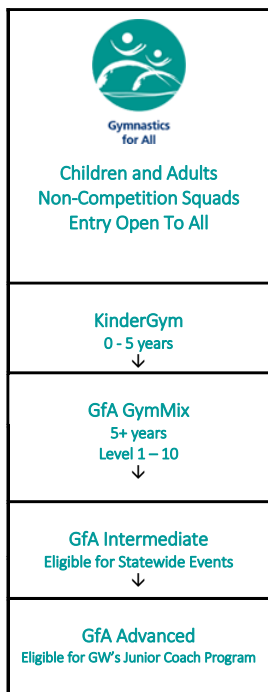 Gymnastics
for All
Children and Adults
Non-Competition Squads
Entry Open To All
KinderGym
0 - 5 years
↓
GfA GymMix
5+ years
Level 1 – 10
↓
GfA Intermediate
Eligible for Statewide Events
↓
GfA Advanced
Eligible for GW's Junior Coach Program